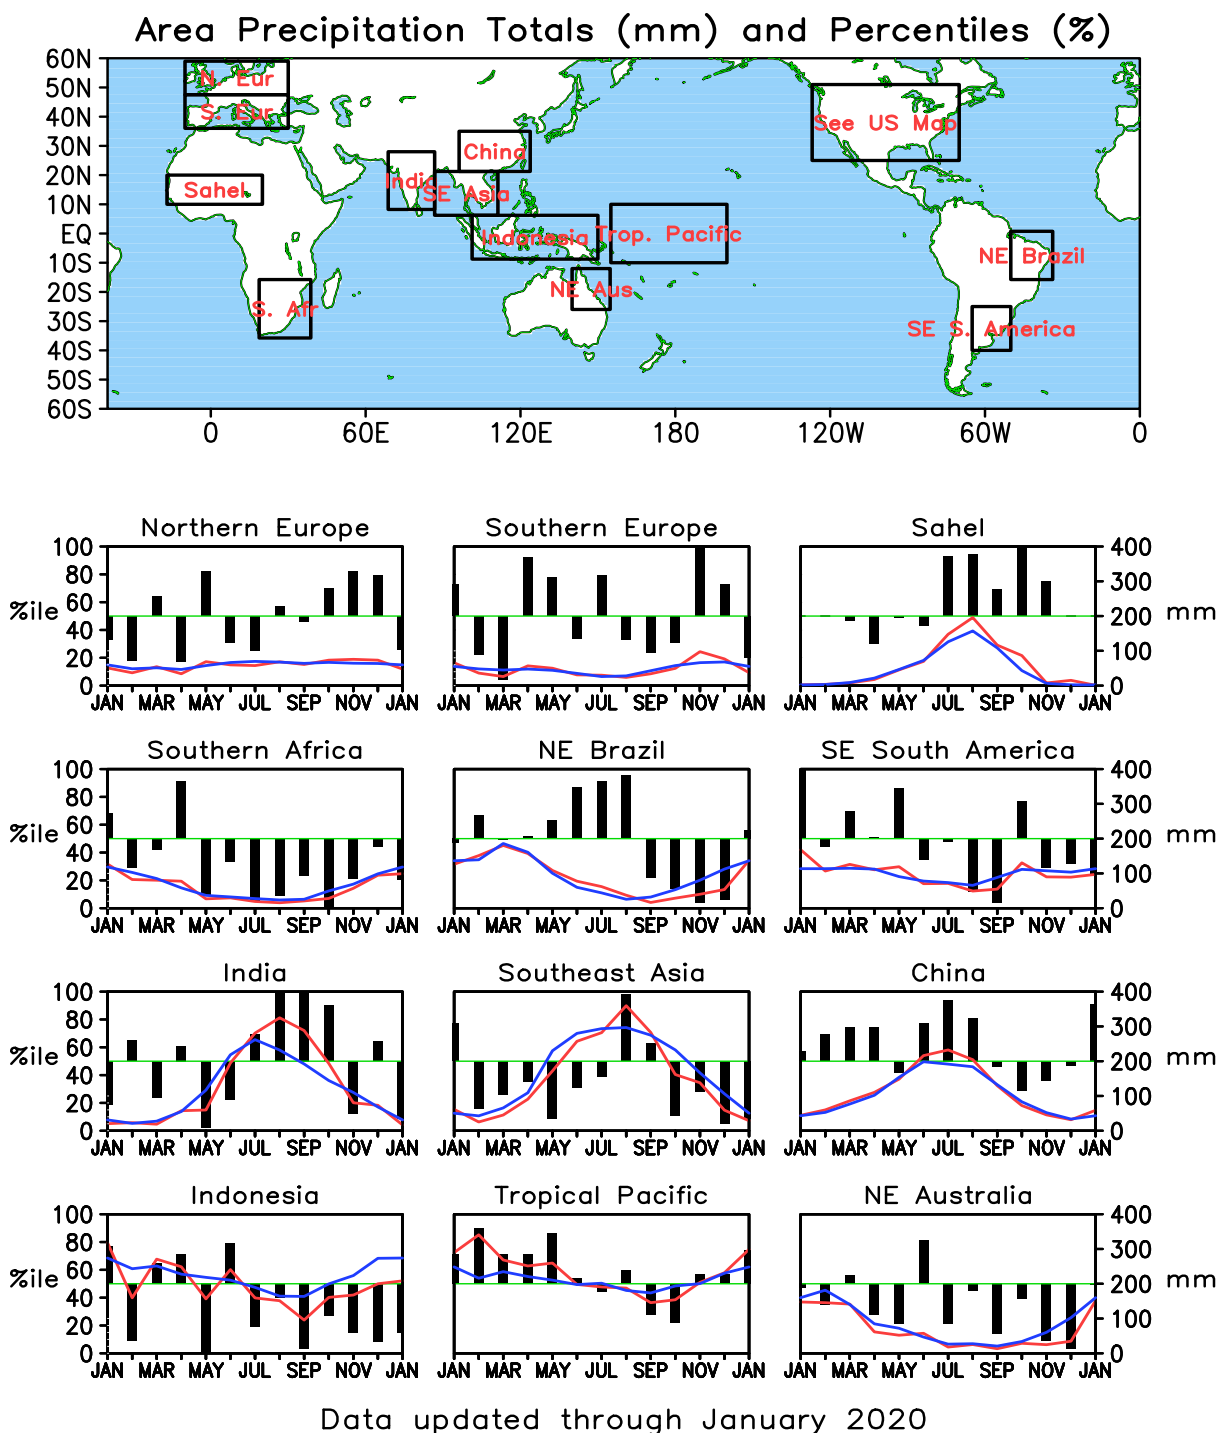 Area Precipitation Totals (mm) and Percentiles (%)
60N
50N
40N
30N
20N
10N
EQ
10S
20S
30S
40S
50S
60S
N. Eur
S. Eur
Sahel
S. Afr
India
China
SE Asia
Indonesia
Trop. Pacific
NE Aus
See US Map
NE Brazil
SE S. America
0 60E 120E 180 120W 60W 0
Northern Europe Southern Europe Sahel
100 400
80 300
%ile 60 200 mm
40
20 100
0 0
JAN MAR MAY JUL SEP NOV JAN JAN MAR MAY JUL SEP NOV JAN JAN MAR MAY JUL SEP NOV JAN
Southern Africa NE Brazil SE South America
100 400
80 300
%ile 60 200 mm
40
20 100
0 0
JAN MAR MAY JUL SEP NOV JAN JAN MAR MAY JUL SEP NOV JAN JAN MAR MAY JUL SEP NOV JAN
India Southeast Asia China
100 400
80 300
%ile 60 200 mm
40
20 100
0 0
JAN MAR MAY JUL SEP NOV JAN JAN MAR MAY JUL SEP NOV JAN JAN MAR MAY JUL SEP NOV JAN
Indonesia Tropical Pacific NE Australia
100 400
80 300
%ile 60 200 mm
40
20 100
0 0
JAN MAR MAY JUL SEP NOV JAN JAN MAR MAY JUL SEP NOV JAN JAN MAR MAY JUL SEP NOV JAN
Data updated through January 2020